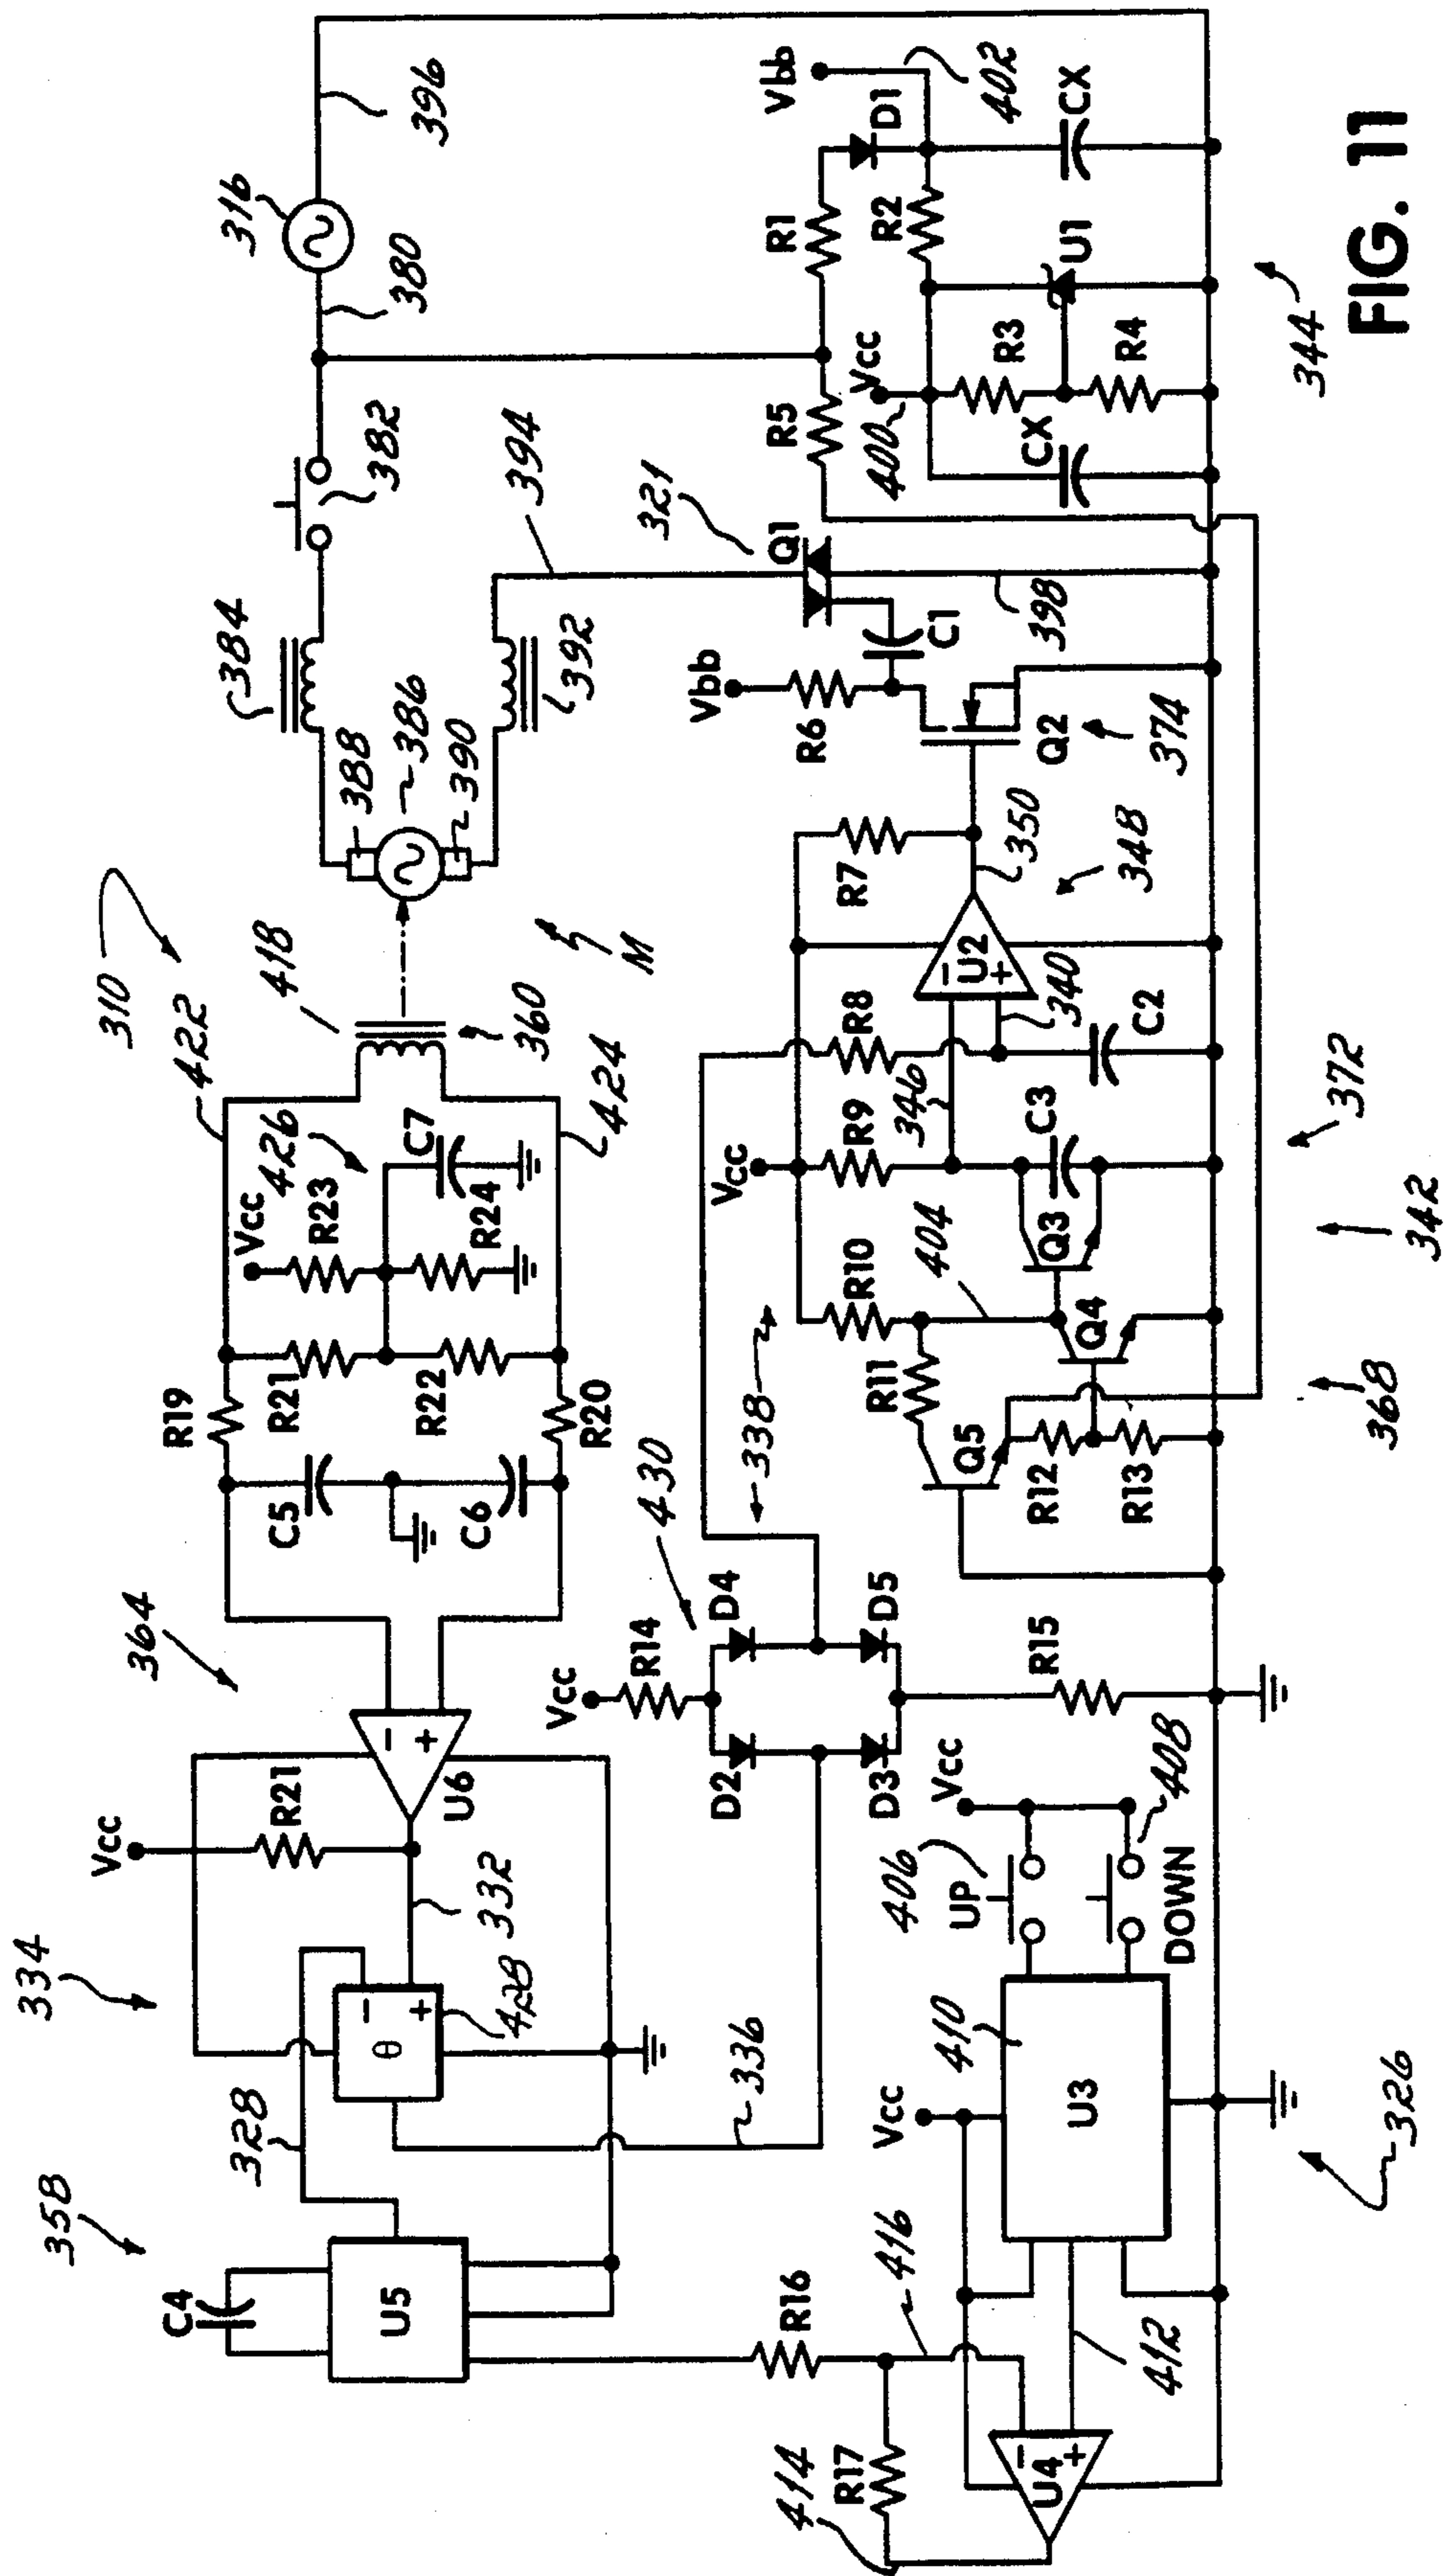 310
422
418
384
382
380
316
396
388
386
390
392
394
M
360
424
426
C7
Vcc
R23
R24
R19
R21
R22
R20
C5
C6
364
334
358
Vcc
R21
U6
−
+
332
328
θ
−
+
428
336
C4
U5
R16
R17
414
416
412
U4
−
+
Vcc
410
U3
326
406
UP
408
DOWN
Vcc
Vcc
R14
430
D2
D4
D3
D5
R15
338
Vcc
R10
R11
404
Q5
Q4
Q3
R12
R13
368
342
372
R9
346
C3
R8
340
C2
U2
−
+
348
350
R7
Vbb
R6
C1
Q2
374
321
Q1
398
R5
400
Vcc
CX
R3
R4
U1
R1
R2
D1
Vbb
402
CX
344
FIG. 11